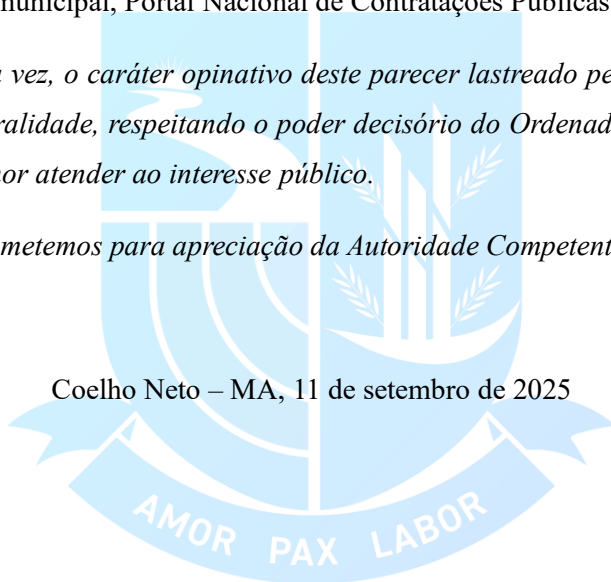 municipal, Portal Nacional de Contratações Públicas
vez, o caráter opinativo deste parecer lastreado pe
ralidade, respeitando o poder decisório do Ordenad
or atender ao interesse público.
metemos para apreciação da Autoridade Competent
Coelho Neto – MA, 11 de setembro de 2025
AMOR PAX LABOR